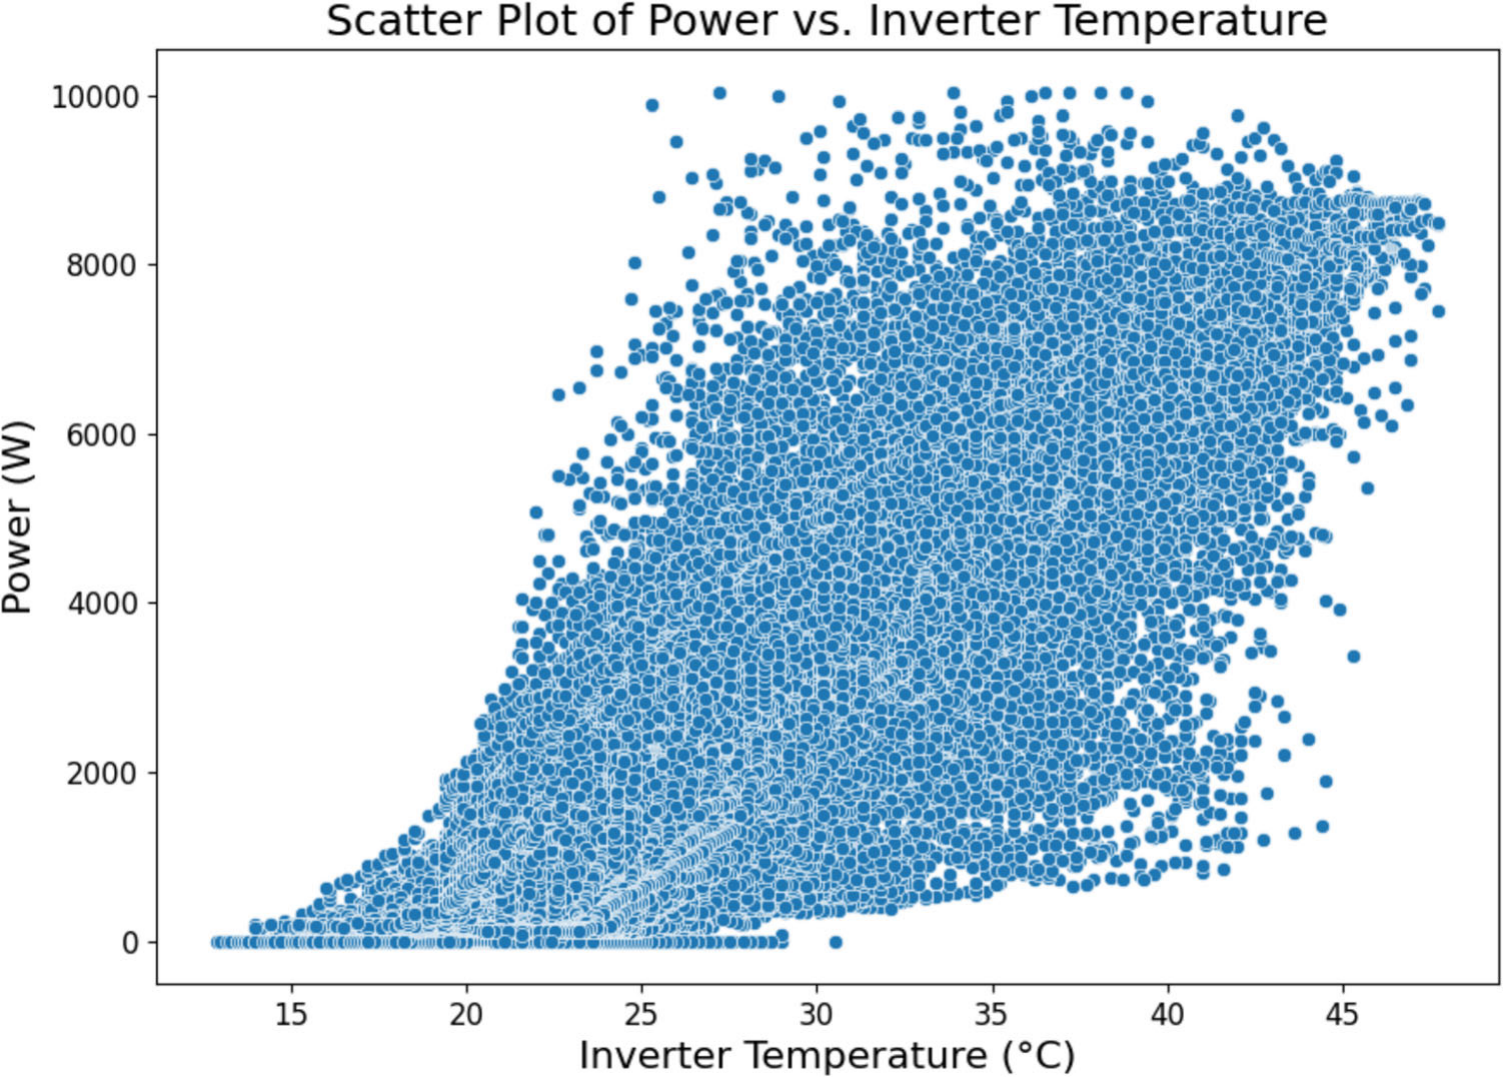 Scatter Plot of Power vs. Inverter Temperature
10000
8000
6000
4000
2000
0
Power (W)
15 20 25 30 35 40 45
Inverter Temperature (°C)